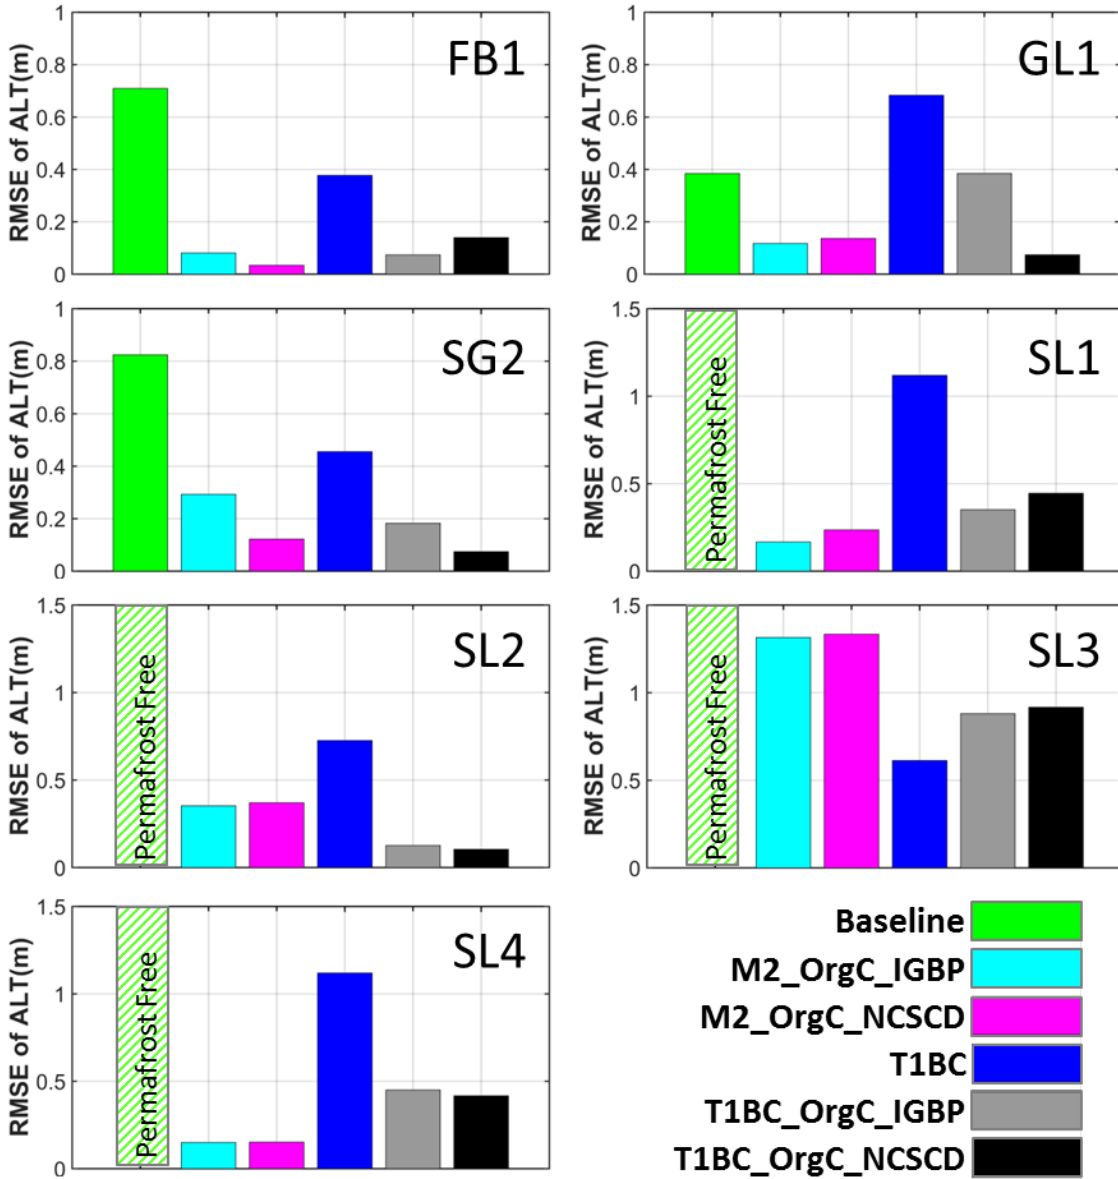 FB1
RMSE of ALT(m)
1
0.8
0.6
0.4
0.2
0
GL1
RMSE of ALT(m)
1
0.8
0.6
0.4
0.2
0
SG2
RMSE of ALT(m)
1
0.8
0.6
0.4
0.2
0
SL1
RMSE of ALT(m)
1.5
1
0.5
0
Permafrost Free
SL2
RMSE of ALT(m)
1.5
1
0.5
0
Permafrost Free
SL3
RMSE of ALT(m)
1.5
1
0.5
0
Permafrost Free
SL4
RMSE of ALT(m)
1.5
1
0.5
0
Permafrost Free
Baseline
M2_OrgC_IGBP
M2_OrgC_NCSCD
T1BC
T1BC_OrgC_IGBP
T1BC_OrgC_NCSCD